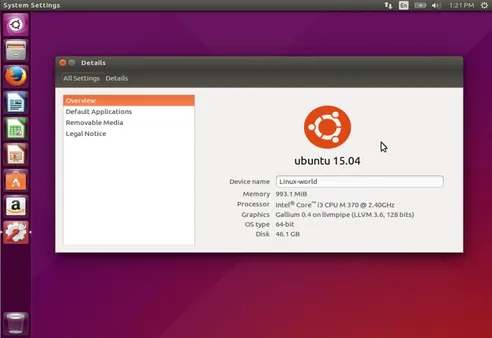 System Settings
En
1:21 PM
Details
All Settings
Details
Overview
Default Applications
Removable Media
Legal Notice
ubuntu 15.04
Device name Linux-world
Memory 993.1 MiB
Processor Intel® Core™ i3 CPU M 370 @ 2.40GHz
Graphics Gallium 0.4 on llvmpipe (LLVM 3.6, 128 bits)
OS type 64-bit
Disk 46.1 GB